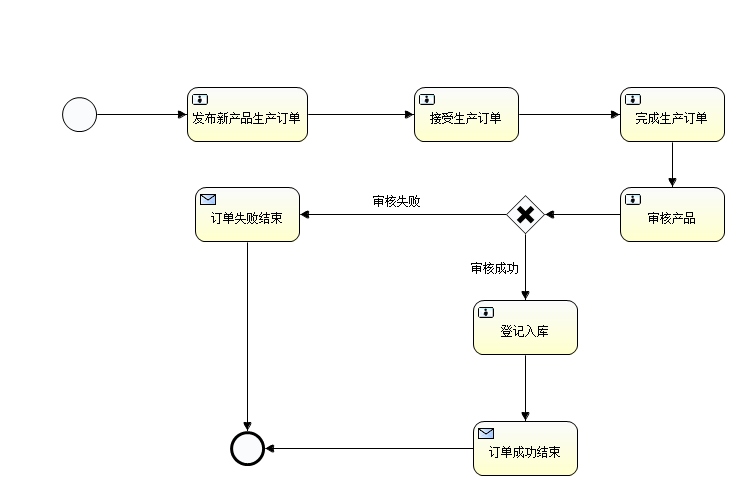 发布新产品生产订单
接受生产订单
完成生产订单
审核产品
审核失败
订单失败结束
审核成功
登记入库
订单成功结束